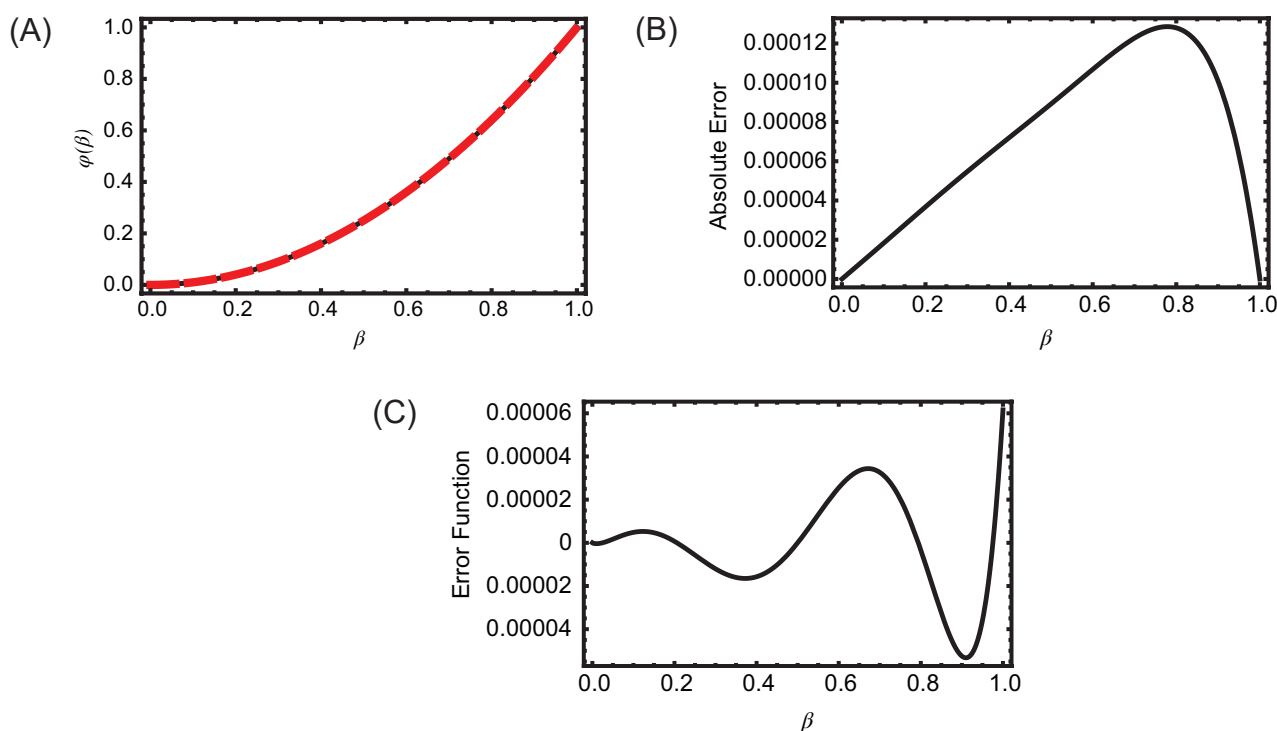 (A)
1.0
0.8
0.6
0.4
0.2
0.0
φ(β)
0.0 0.2 0.4 0.6 0.8 1.0
β
(B)
0.00012
0.00010
0.00008
0.00006
0.00004
0.00002
0.00000
Absolute Error
0.0 0.2 0.4 0.6 0.8 1.0
β
(C)
0.00006
0.00004
0.00002
0
0.00002
0.00004
Error Function
0.0 0.2 0.4 0.6 0.8 1.0
β